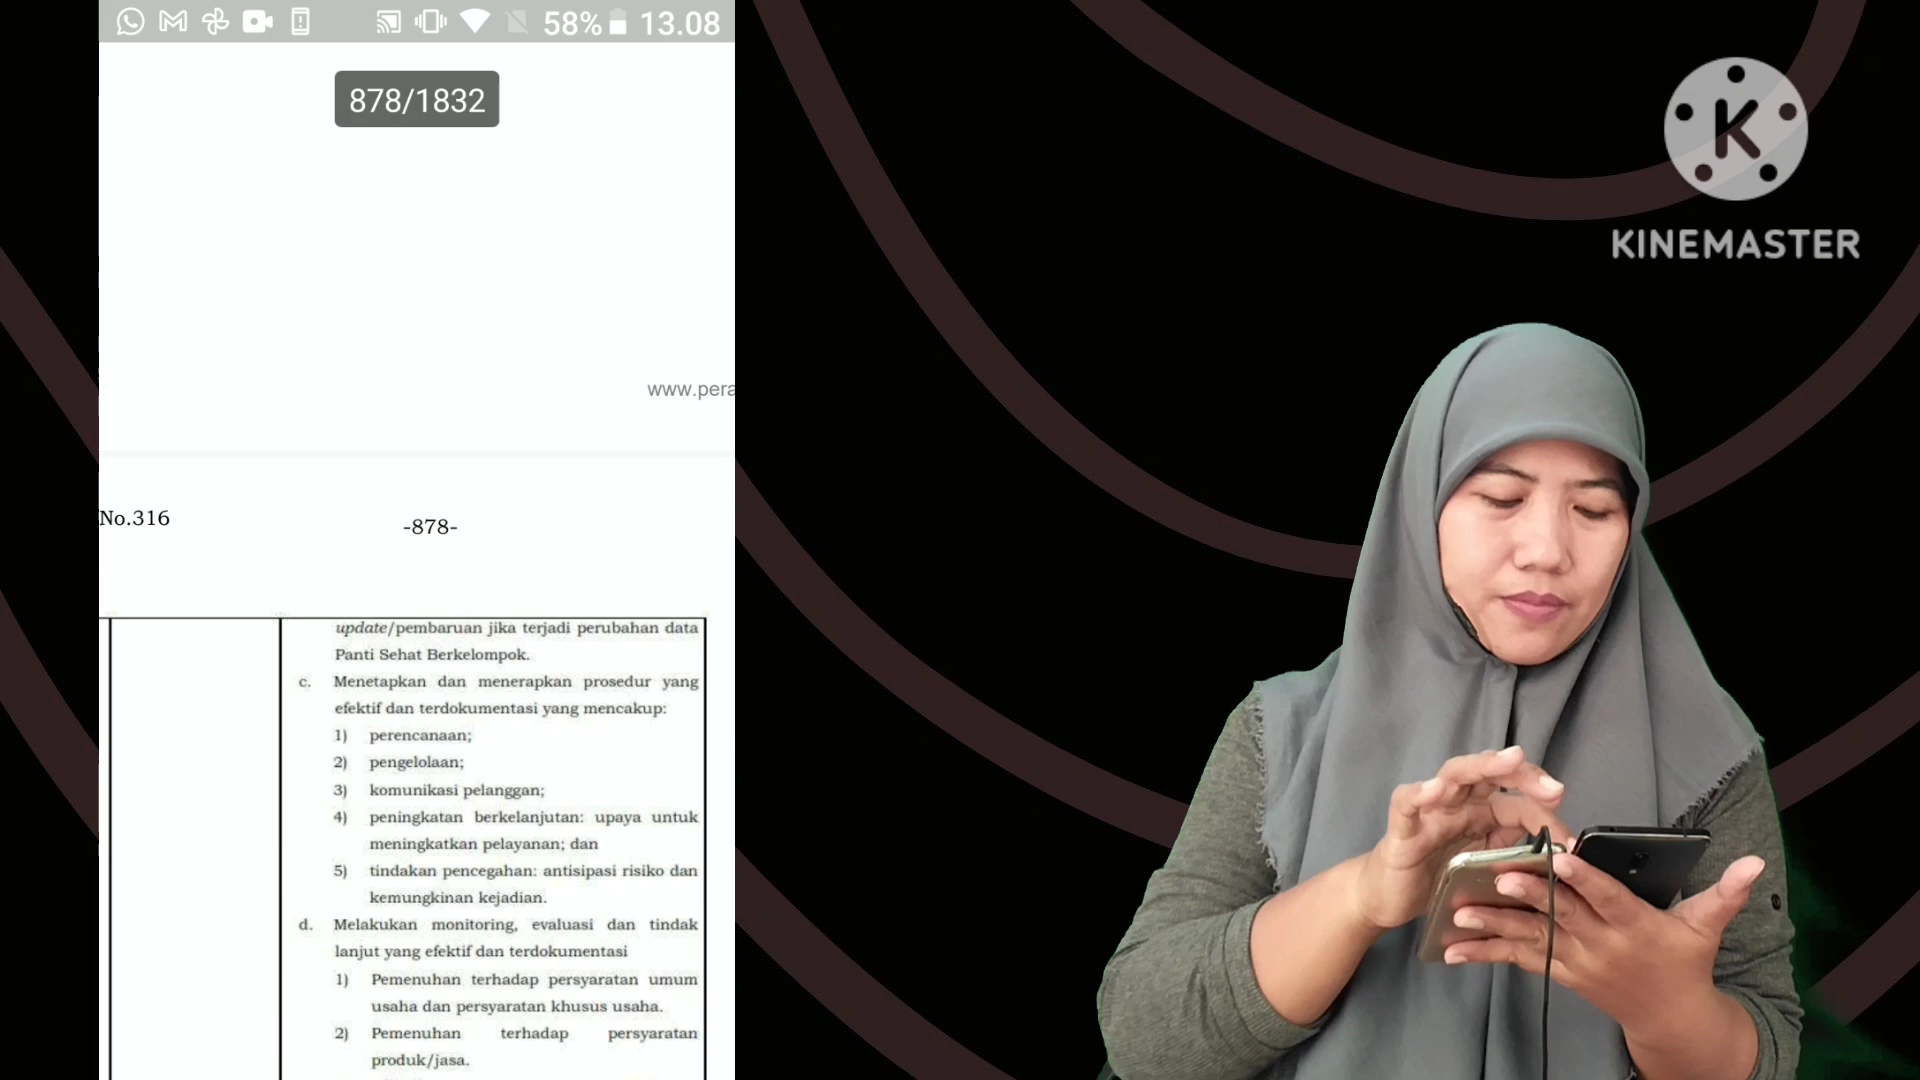 58% 13.08
878/1832
K
KINEMASTER
www.pera
No.316
-878-
update/pembaruan jika terjadi perubahan data
Panti Sehat Berkelompok.
c. Menetapkan dan menerapkan prosedur yang
efektif dan terdokumentasi yang mencakup:
1) perencanaan;
2) pengelolaan;
3) komunikasi pelanggan;
4) peningkatan berkelanjutan: upaya untuk
meningkatkan pelayanan; dan
5) tindakan pencegahan: antisipasi risiko dan
kemungkinan kejadian.
d. Melakukan monitoring, evaluasi dan tindak
lanjut yang efektif dan terdokumentasi
1) Pemenuhan terhadap persyaratan umum
usaha dan persyaratan khusus usaha.
2) Pemenuhan terhadap persyaratan
produk/jasa.